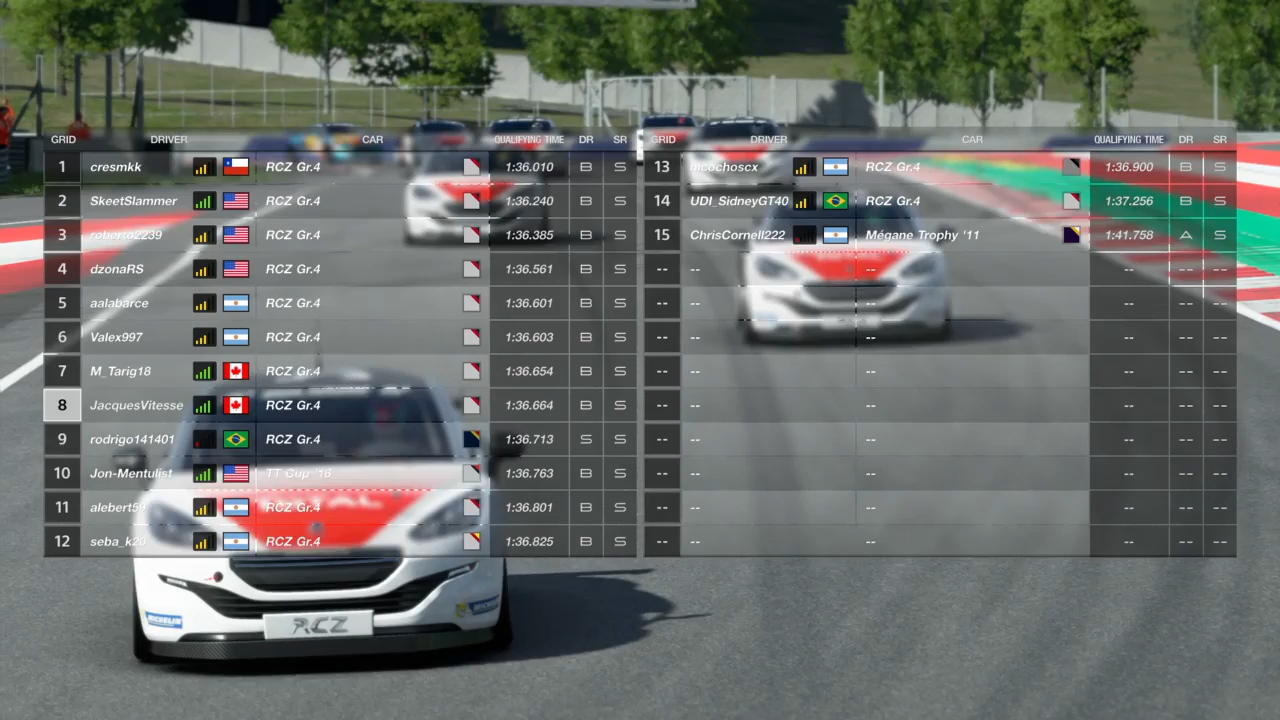 GRID DRIVER CAR QUALIFYING TIME DR SR
1 cresmkk RCZ Gr.4 1:36.010 B S
2 SkeetSlammer RCZ Gr.4 1:36.240 B S
3 roberto2239 RCZ Gr.4 1:36.385 B S
4 dzonaRS RCZ Gr.4 1:36.561 B S
5 aalabarce RCZ Gr.4 1:36.601 B S
6 Valex997 RCZ Gr.4 1:36.603 B S
7 M_Tarig18 RCZ Gr.4 1:36.654 B S
8 JacquesVitesse RCZ Gr.4 1:36.664 B S
9 rodrigo141401 RCZ Gr.4 1:36.713 S S
10 Jon-Mentulist TT Cup '16 1:36.763 B S
11 alebert59 RCZ Gr.4 1:36.801 B S
12 seba_k20 RCZ Gr.4 1:36.825 B S
DRIVER CAR QUALIFYING TIME DR SR
13 nicochoscx RCZ Gr.4 1:36.900 B S
14 UDI_SidneyGT40 RCZ Gr.4 1:37.256 B S
15 ChrisCornell222 Mégane Trophy '11 1:41.758 A S
-- -- -- -- -- --
-- -- -- -- -- --
-- -- -- -- -- --
-- -- -- -- -- --
-- -- -- -- -- --
-- -- -- -- -- --
-- -- -- -- -- --
-- -- -- -- -- --
-- -- -- -- -- --
MICHELIN
RCZ